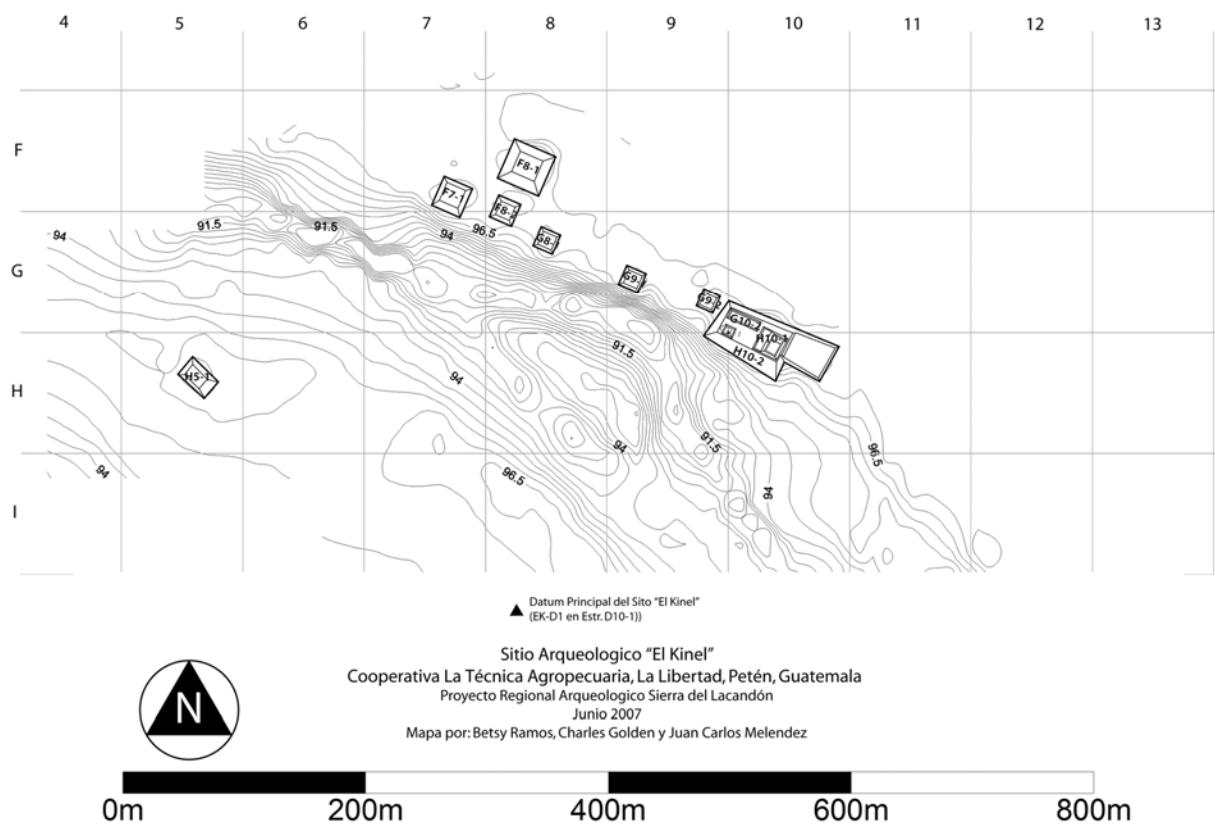 4 5 6 7 8 9 10 11 12 13
F
F8-1
F7-1
F8-2
91.5 91.5
94 94 96.5
G8-
G
G9-
G9-2
G10-2
H10-1
91.5
H10-2
H5-1
94
H
94
91.5
96.5
94
96.5
94
I
Datum Principal del Sito “El Kinel”
(EK-D1 en Estr. D10-1))
Sitio Arqueologico “El Kinel”
Cooperativa La Técnica Agropecuaria, La Libertad, Petén, Guatemala
Proyecto Regional Arqueologico Sierra del Lacandón
Junio 2007
Mapa por: Betsy Ramos, Charles Golden y Juan Carlos Melendez
N
0m 200m 400m 600m 800m